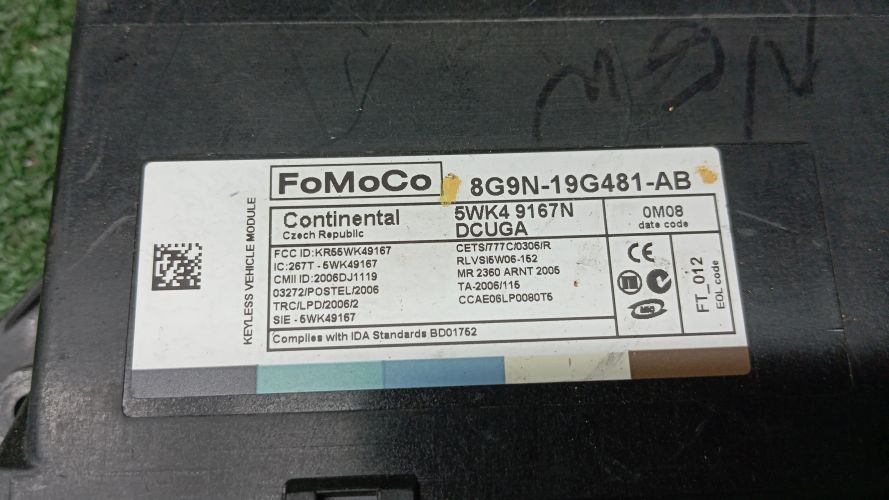 FoMoCo 8G9N-19G481-AB
Continental
Czech Republic
5WK4 9167N
DCUGA
0M08
date code
KEYLESS VEHICLE MODULE
FCC ID:KR55WK49167
IC:267T - 5WK49167
CMII ID:2006DJ1119
03272/POSTEL/2006
TRC/LPD/2006/2
SIE - 5WK49167
CETS/777C/0306/R
RLVSI5W06-152
MR 2360 ARNT 2005
TA-2006/115
CCAE06LP0080T5
CE
FT_012
EOL code
Complies with IDA Standards BD01752